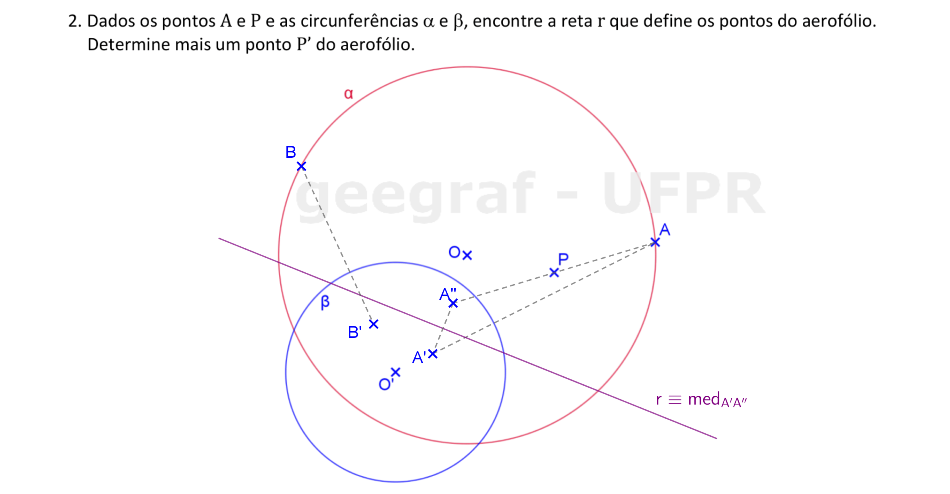 2. Dados os pontos A e P e as circunferências α e β, encontre a reta r que define os pontos do aerofólio.
Determine mais um ponto P’ do aerofólio.
α
B
geegraf - UFPR
A
O
P
A"
β
B'
A'
O'
r ≡ med_A'A"